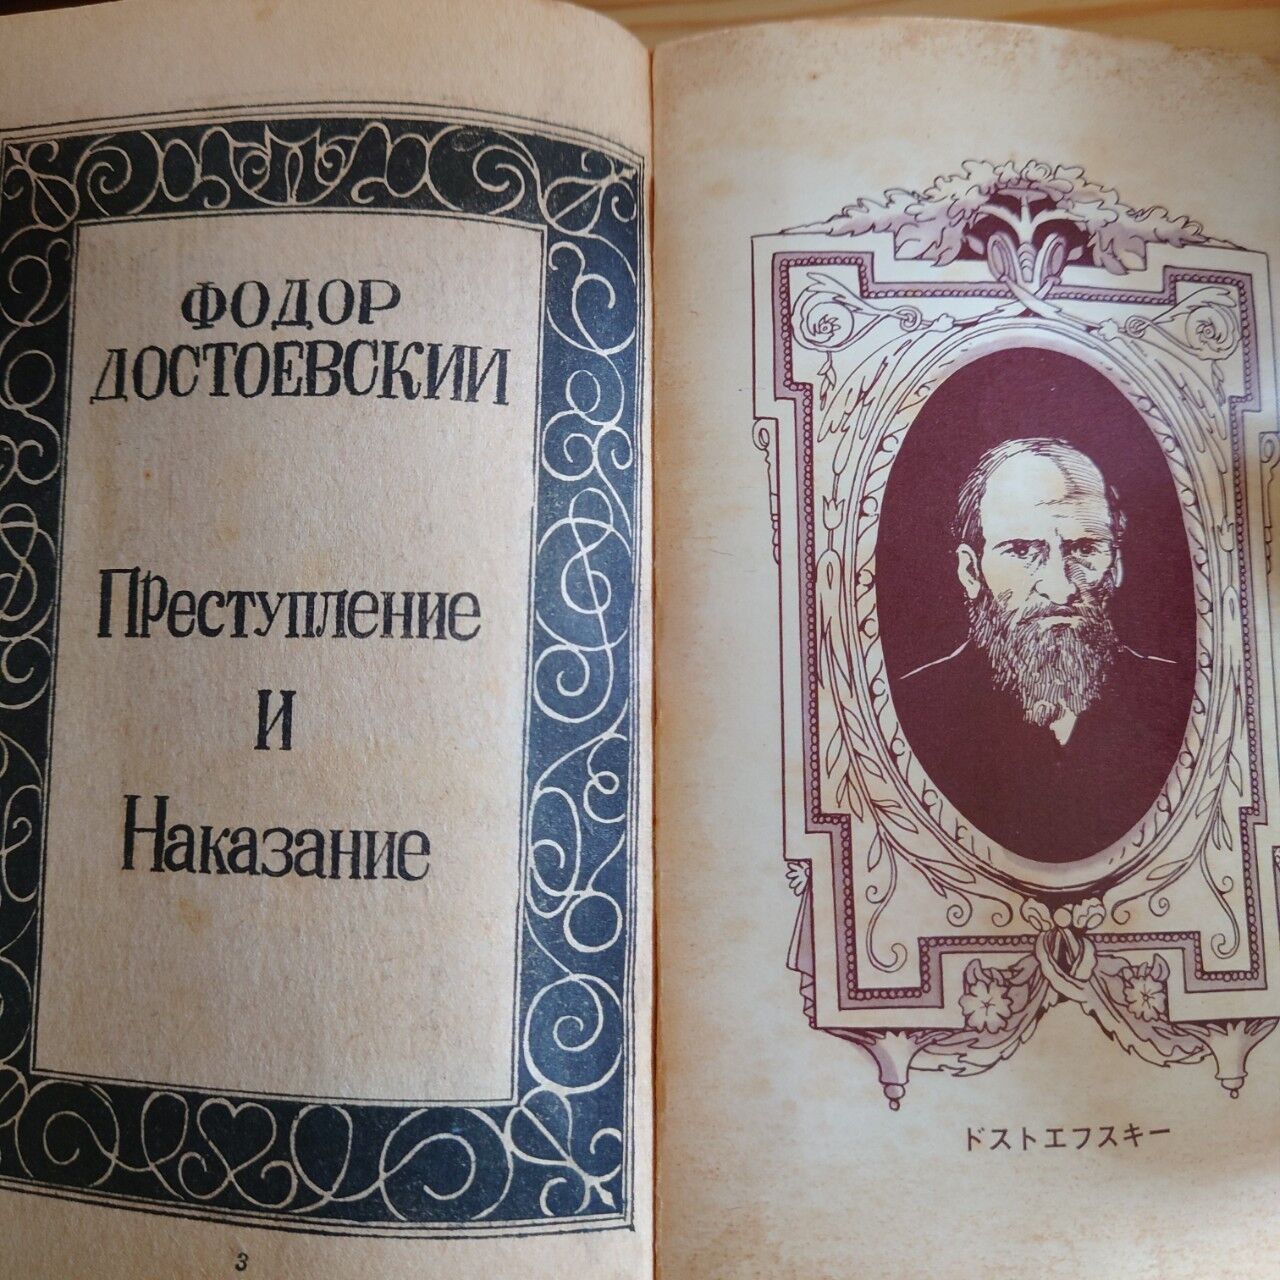 ФОДОР
ДОСТОЕВСКИИ
Преступление
и
Наказание
3
ドストエフスキー